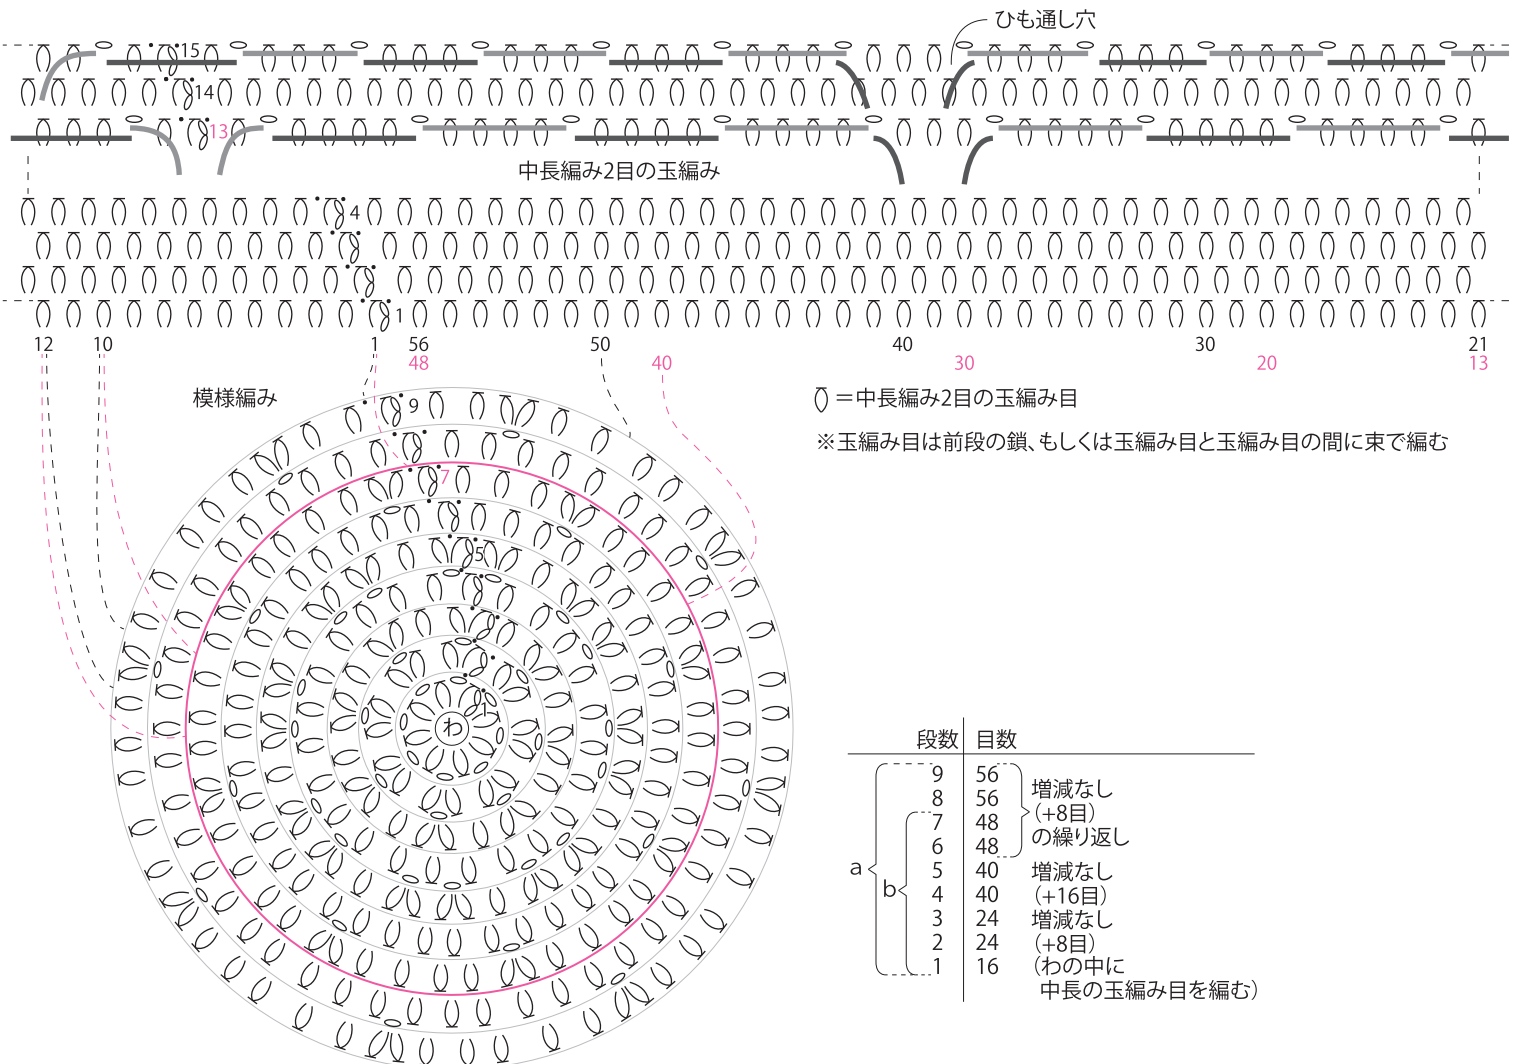 ひも通し穴
15
14
13
中長編み2目の玉編み
4
1
12 10 1 56 50 40 30 21
48 40 30 20 13
模様編み
=中長編み2目の玉編み目
※玉編み目は前段の鎖、もしくは玉編み目と玉編み目の間に束で編む
9
7
5
1
わ
段数 目数
9 56
8 56 増減なし
7 48 (+8目)
6 48 の繰り返し
5 40 増減なし
4 40 (+16目)
3 24 増減なし
2 24 (+8目)
1 16 (わの中に
中長の玉編み目を編む)
a
b